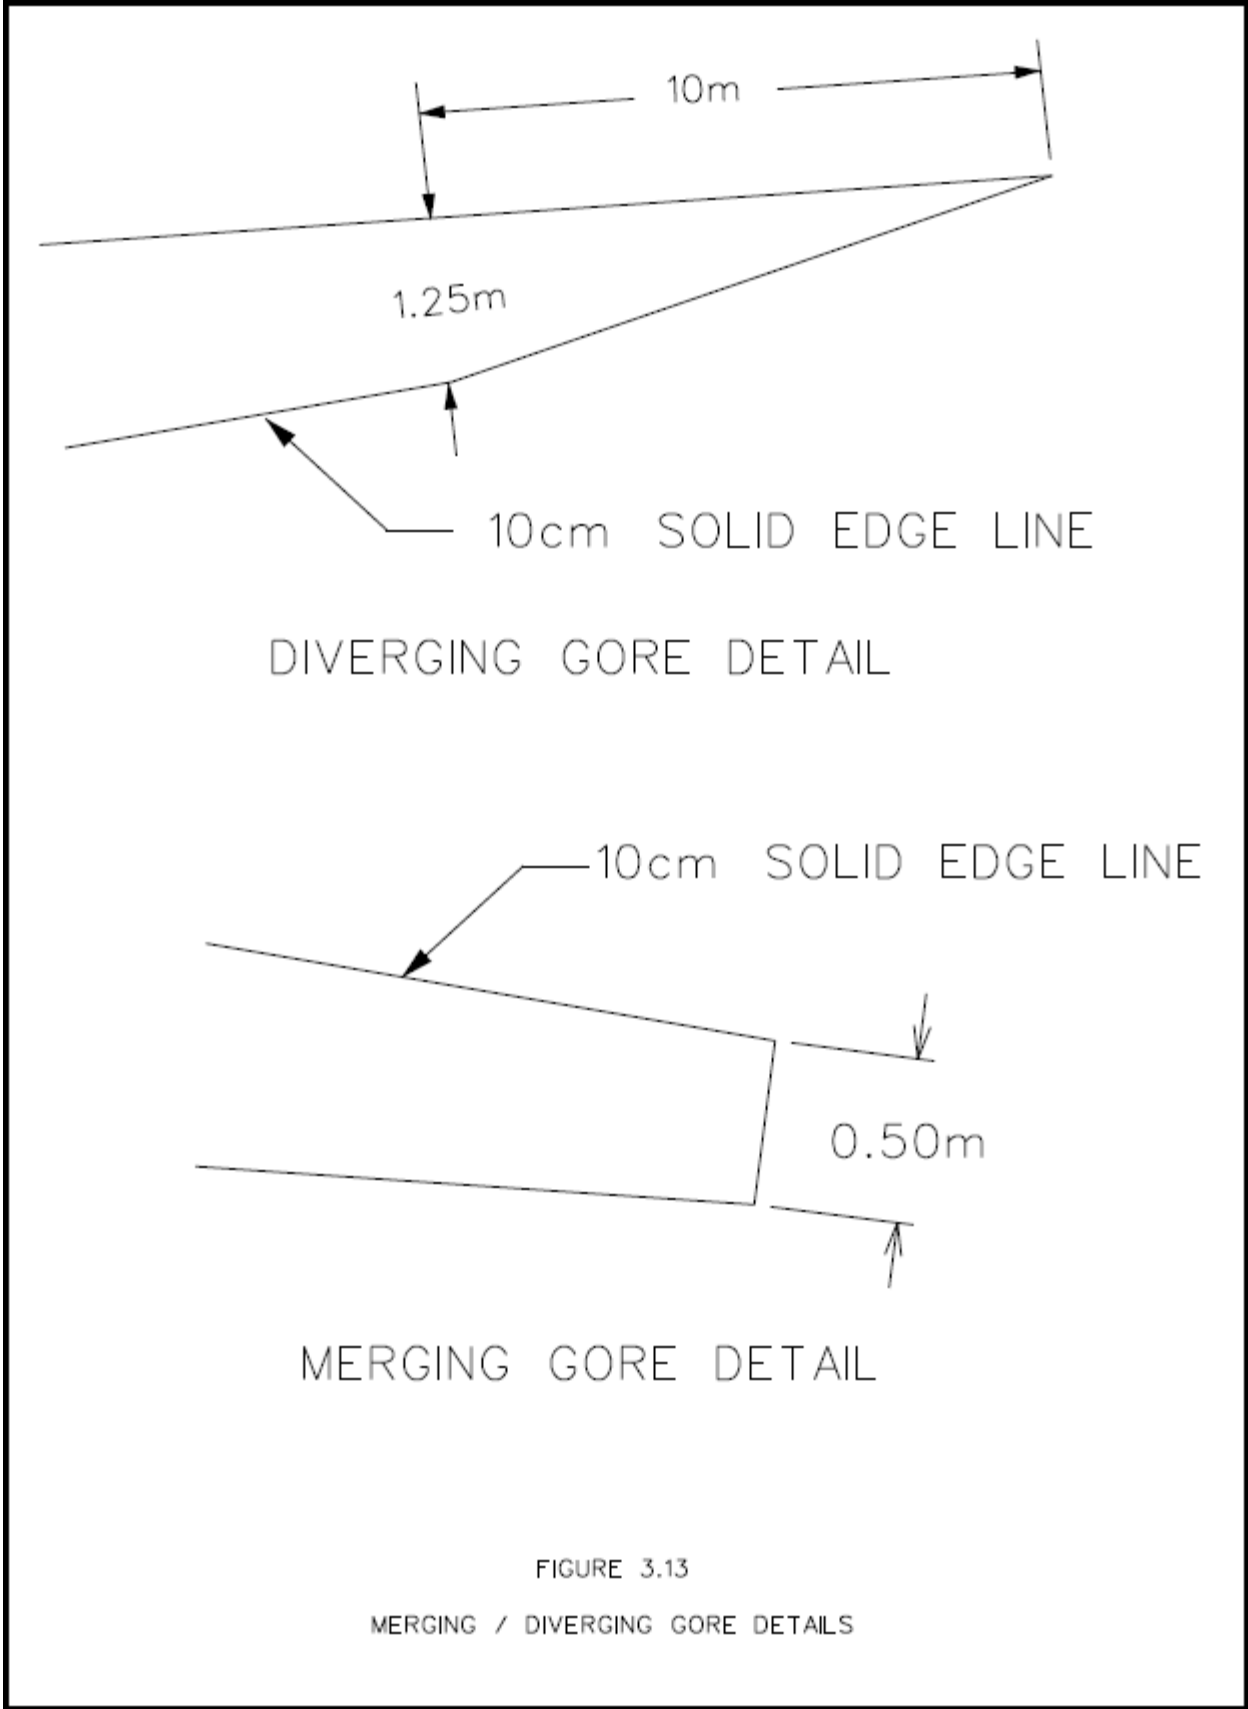 10m
1.25m
10cm SOLID EDGE LINE
DIVERGING GORE DETAIL
10cm SOLID EDGE LINE
0.50m
MERGING GORE DETAIL
FIGURE 3.13
MERGING / DIVERGING GORE DETAILS